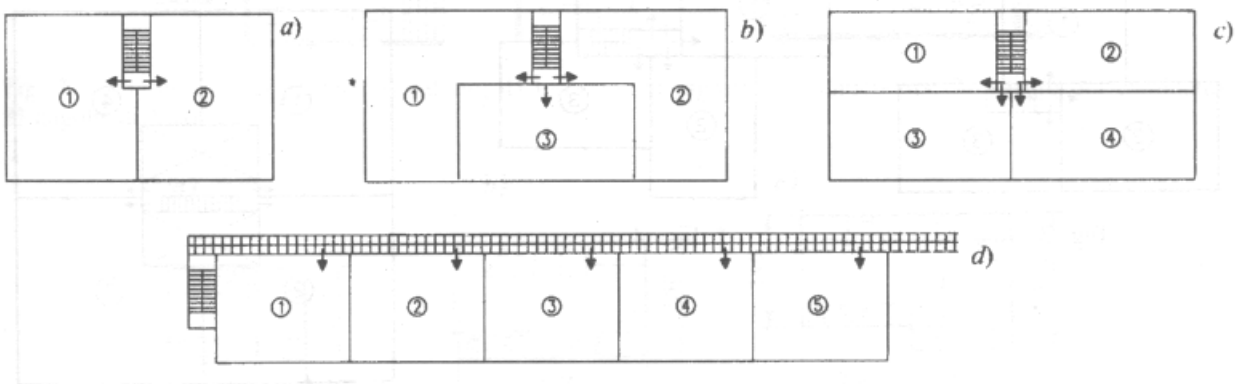 a)
① ②
b)
① ② ③
c)
① ②
③ ④
d)
① ② ③ ④ ⑤